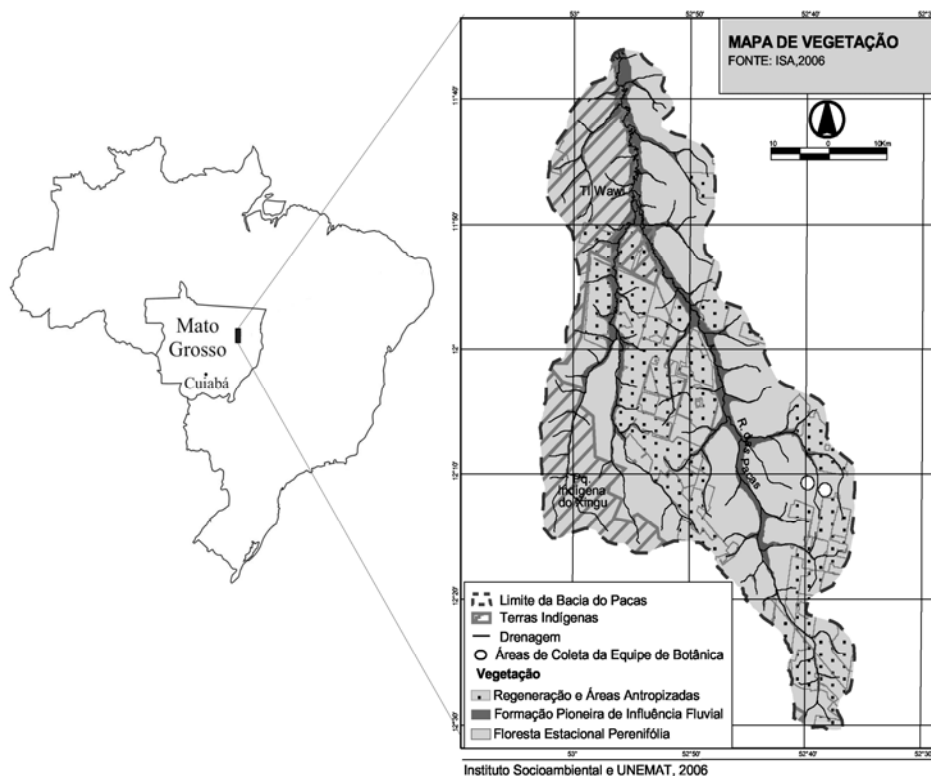 Mato
Grosso
Cuiabá
53°
52°50'
52°40'
MAPA DE VEGETAÇÃO
FONTE: ISA,2006
10 0 10Km
11°40'
11°50'
12°
12°10'
12°20'
12°30'
TI Wawi
R. das Pacas
Indígena
do Xingu
Limite da Bacia do Pacas
Terras Indígenas
Drenagem
Áreas de Coleta da Equipe de Botânica
Vegetação
Regeneração e Áreas Antropizadas
Formação Pioneira de Influência Fluvial
Floresta Estacional Perenifólia
53°
52°50'
52°40'
52°30'
Instituto Socioambiental e UNEMAT, 2006